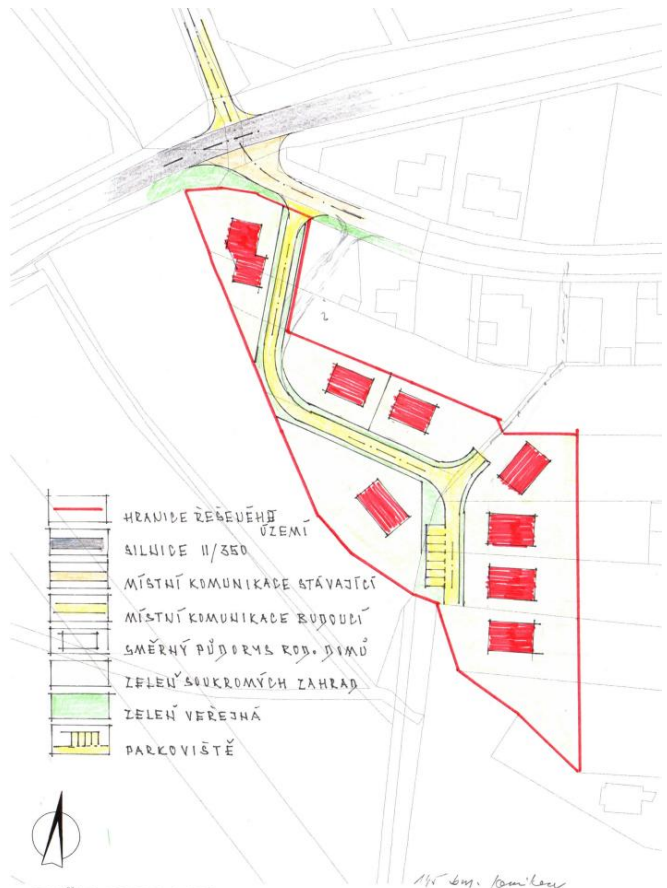 HRANICE ŘEŠENÉHO
ÚZEMÍ
SILNICE II/350
MÍSTNÍ KOMUNIKACE STÁVAJÍCÍ
MÍSTNÍ KOMUNIKACE BUDOUCÍ
SMĚRNÝ PŮDORYS ROD. DOMŮ
ZELEŇ SOUKROMÝCH ZAHRAD
ZELEŇ VEŘEJNÁ
PARKOVIŠTĚ